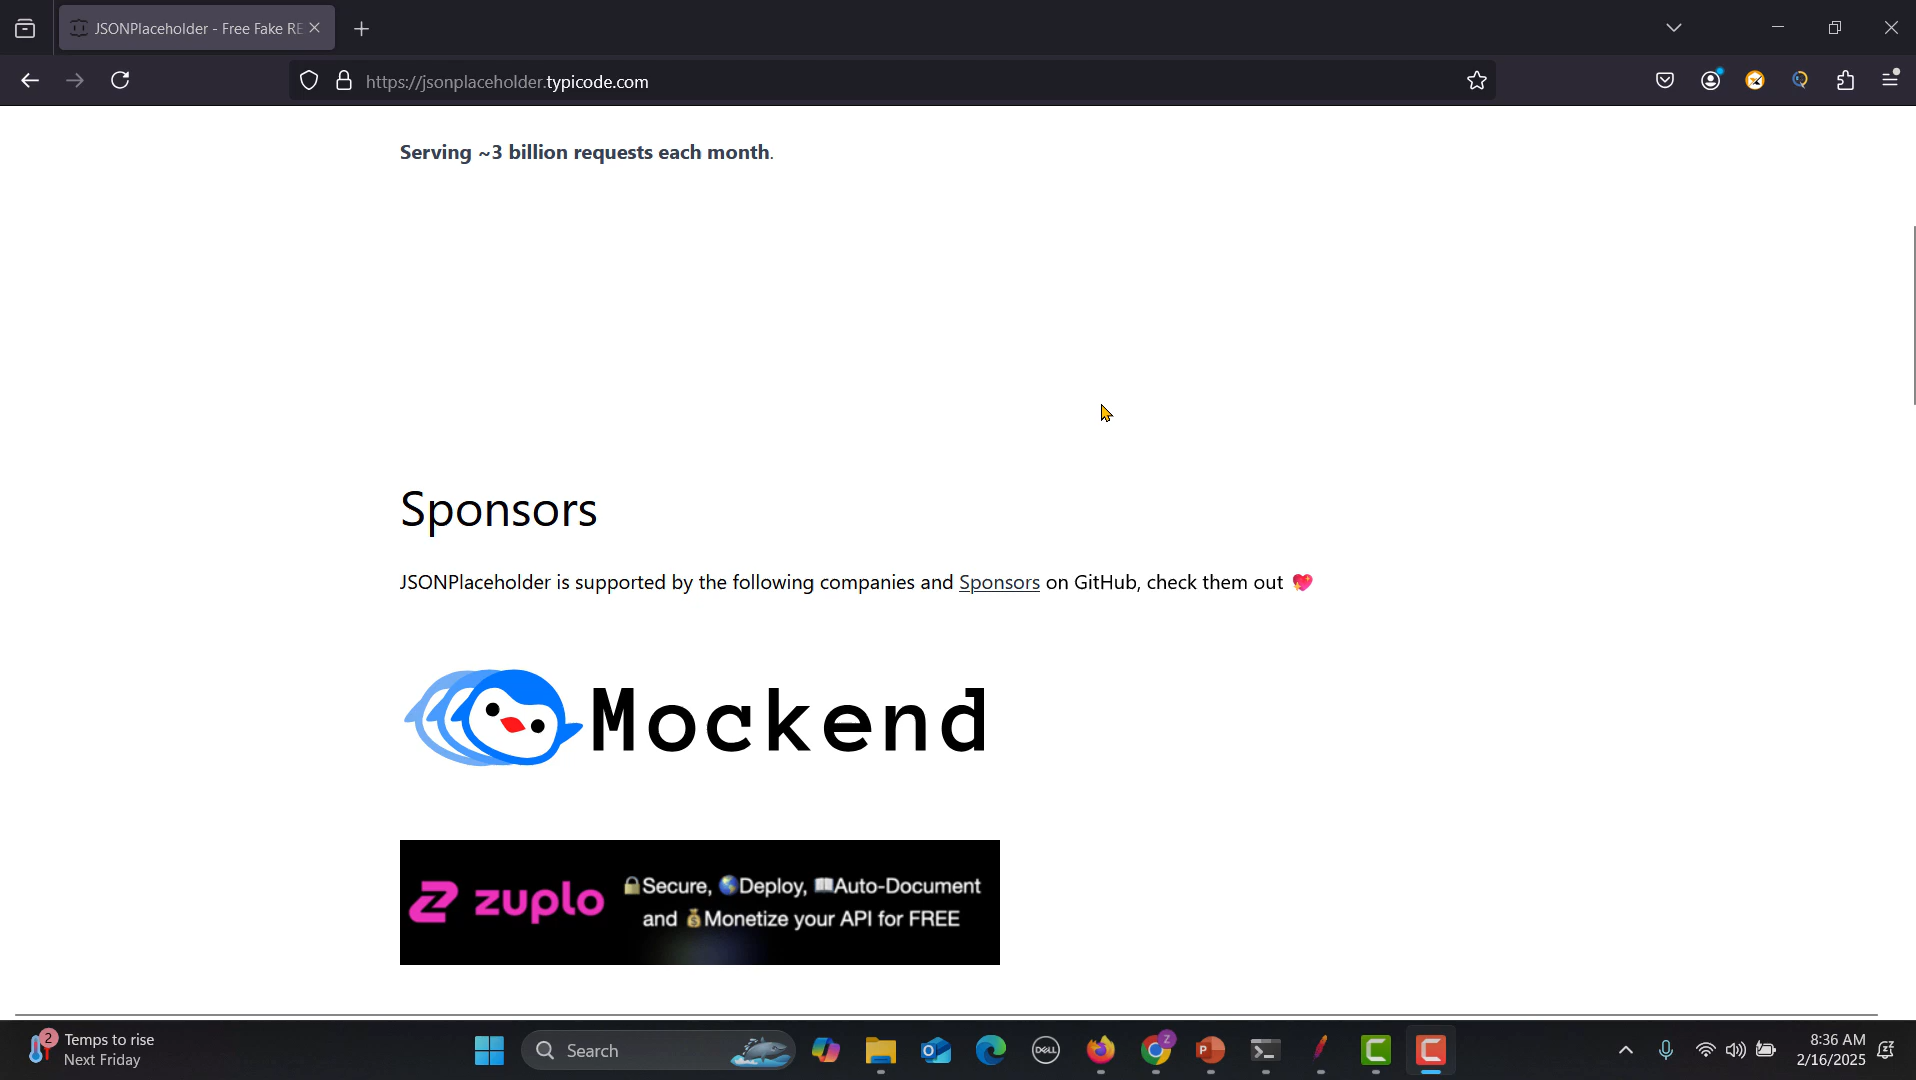 JSONPlaceholder - Free Fake RE
https://jsonplaceholder.typicode.com
Serving ~3 billion requests each month.
Sponsors
JSONPlaceholder is supported by the following companies and Sponsors on GitHub, check them out 💖
Mockend
zuplo
🔒Secure, 🌎Deploy, 📖Auto-Document
and 💰Monetize your API for FREE
2
Temps to rise
Next Friday
Search
DELL
Z
P
8:36 AM
2/16/2025